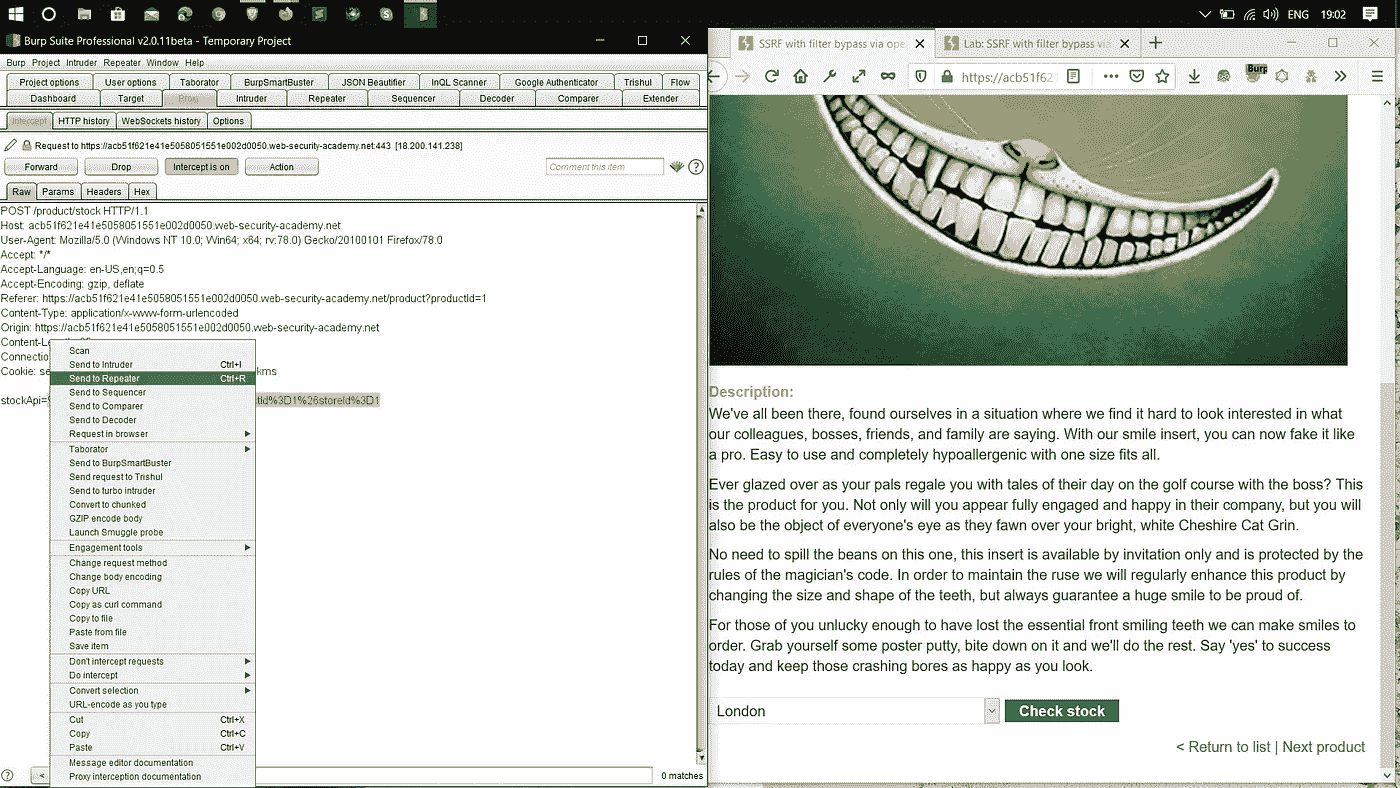 ENG 19:02
Burp Suite Professional v2.0.11beta - Temporary Project
Burp Project Intruder Repeater Window Help
Project options User options Taborator BurpSmartBuster JSON Beautifier InQL Scanner Google Authenticator Trishul Flow
Dashboard Target Proxy Intruder Repeater Sequencer Decoder Comparer Extender
Intercept HTTP history WebSockets history Options
Request to https://acb51f621e41e5058051551e002d0050.web-security-academy.net:443 [18.200.141.238]
Forward Drop Intercept is on Action Comment this item
Raw Params Headers Hex
POST /product/stock HTTP/1.1
Host: acb51f621e41e5058051551e002d0050.web-security-academy.net
User-Agent: Mozilla/5.0 (Windows NT 10.0; Win64; x64; rv:78.0) Gecko/20100101 Firefox/78.0
Accept: */*
Accept-Language: en-US,en;q=0.5
Accept-Encoding: gzip, deflate
Referer: https://acb51f621e41e5058051551e002d0050.web-security-academy.net/product?productId=1
Content-Type: application/x-www-form-urlencoded
Origin: https://acb51f621e41e5058051551e002d0050.web-security-academy.net
Content-L
Connectio
Cookie: se kms
stockApi= tId%3D1%26storeId%3D1
Scan
Send to Intruder Ctrl+I
Send to Repeater Ctrl+R
Send to Sequencer
Send to Comparer
Send to Decoder
Request in browser
Taborator
Send to BurpSmartBuster
Send request to Trishul
Send to turbo intruder
Convert to chunked
GZIP encode body
Launch Smuggle probe
Engagement tools
Change request method
Change body encoding
Copy URL
Copy as curl command
Copy to file
Paste from file
Save item
Don't intercept requests
Do intercept
Convert selection
URL-encode as you type
Cut Ctrl+X
Copy Ctrl+C
Paste Ctrl+V
Message editor documentation
Proxy interception documentation
? < 0 matches
SSRF with filter bypass via ope Lab: SSRF with filter bypass via
https://acb51f621
Burp
Description:
We've all been there, found ourselves in a situation where we find it hard to look interested in what
our colleagues, bosses, friends, and family are saying. With our smile insert, you can now fake it like
a pro. Easy to use and completely hypoallergenic with one size fits all.
Ever glazed over as your pals regale you with tales of their day on the golf course with the boss? This
is the product for you. Not only will you appear fully engaged and happy in their company, but you will
also be the object of everyone's eye as they fawn over your bright, white Cheshire Cat Grin.
No need to spill the beans on this one, this insert is available by invitation only and is protected by the
rules of the magician's code. In order to maintain the ruse we will regularly enhance this product by
changing the size and shape of the teeth, but always guarantee a huge smile to be proud of.
For those of you unlucky enough to have lost the essential front smiling teeth we can make smiles to
order. Grab yourself some poster putty, bite down on it and we'll do the rest. Say 'yes' to success
today and keep those crashing bores as happy as you look.
London Check stock
< Return to list | Next product